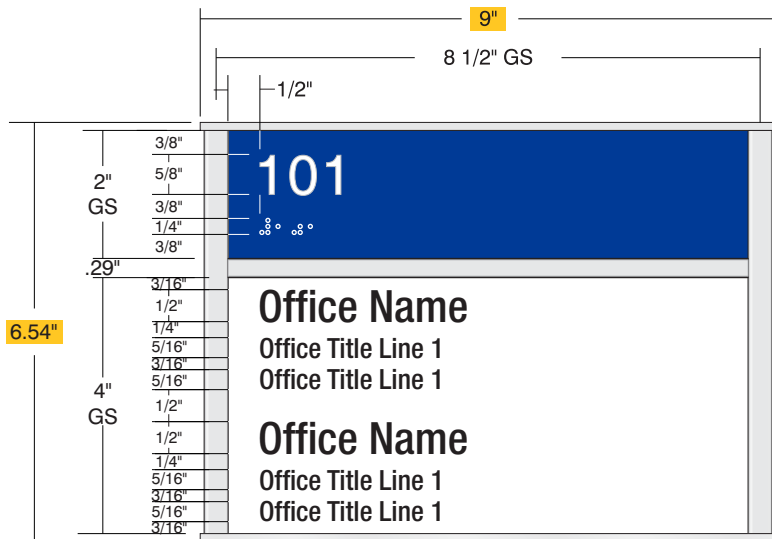 9"
8 1/2" GS
1/2"
3/8"
5/8"
3/8"
1/4"
3/8"
2"
GS
.29"
101
⠼⠁⠚⠁
3/16"
1/2"
1/4"
5/16"
3/16"
5/16"
1/2"
1/2"
1/4"
5/16"
3/16"
5/16"
3/16"
6.54"
4"
GS
Office Name
Office Title Line 1
Office Title Line 1
Office Name
Office Title Line 1
Office Title Line 1